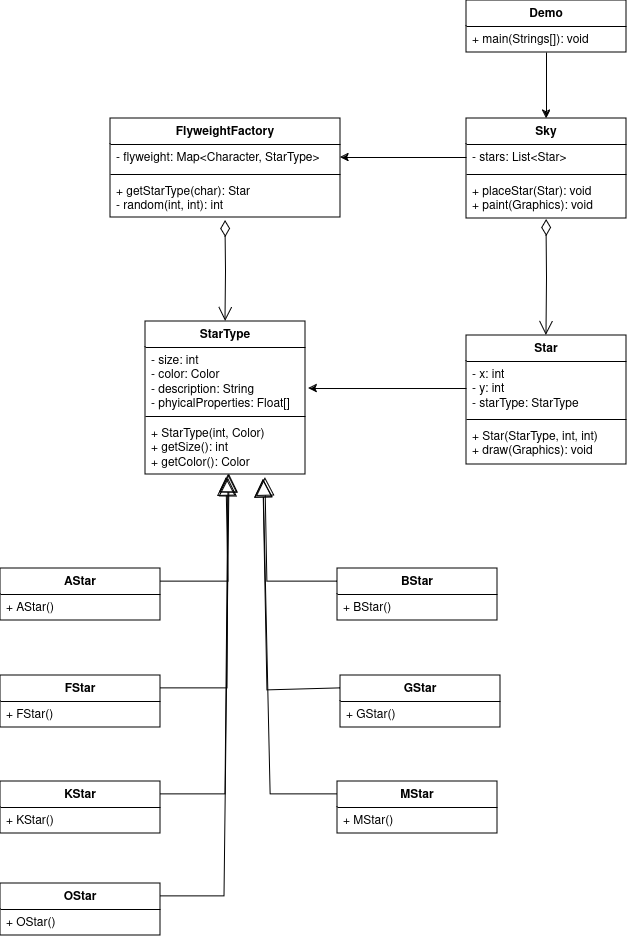 Demo
+ main(Strings[]): void
FlyweightFactory
- flyweight: Map<Character, StarType>
+ getStarType(char): Star
- random(int, int): int
Sky
- stars: List<Star>
+ placeStar(Star): void
+ paint(Graphics): void
StarType
- size: int
- color: Color
- description: String
- phyicalProperties: Float[]
+ StarType(int, Color)
+ getSize(): int
+ getColor(): Color
Star
- x: int
- y: int
- starType: StarType
+ Star(StarType, int, int)
+ draw(Graphics): void
AStar
+ AStar()
BStar
+ BStar()
FStar
+ FStar()
GStar
+ GStar()
KStar
+ KStar()
MStar
+ MStar()
OStar
+ OStar()